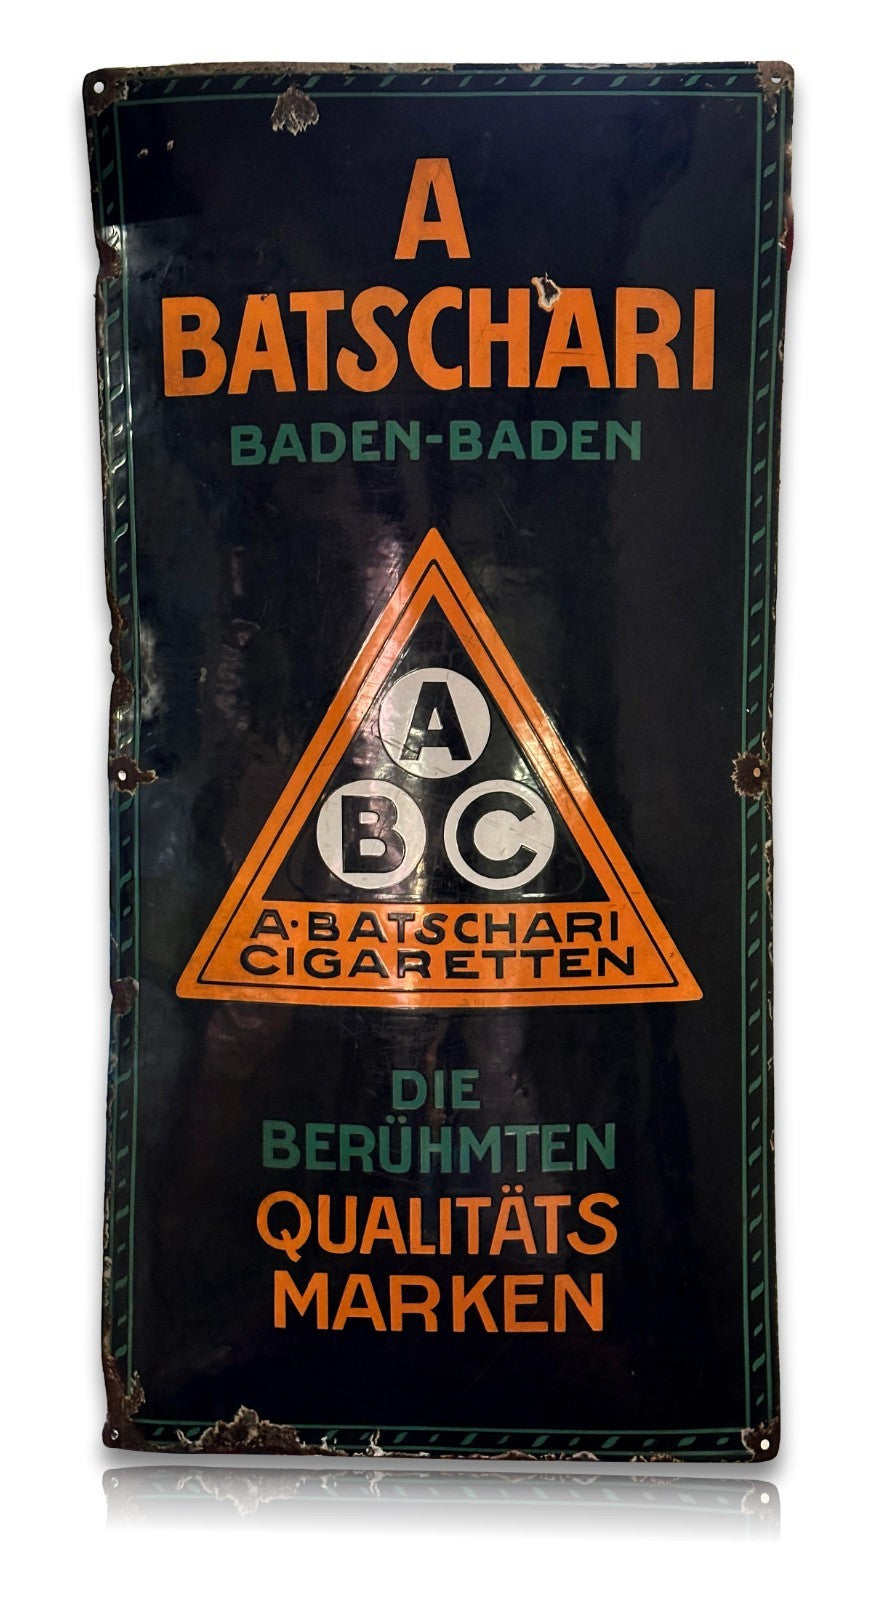 A
BATSCHARI
BADEN-BADEN
A
B C
A·BATSCHARI
CIGARETTEN
DIE
BERÜHMTEN
QUALITÄTS
MARKEN